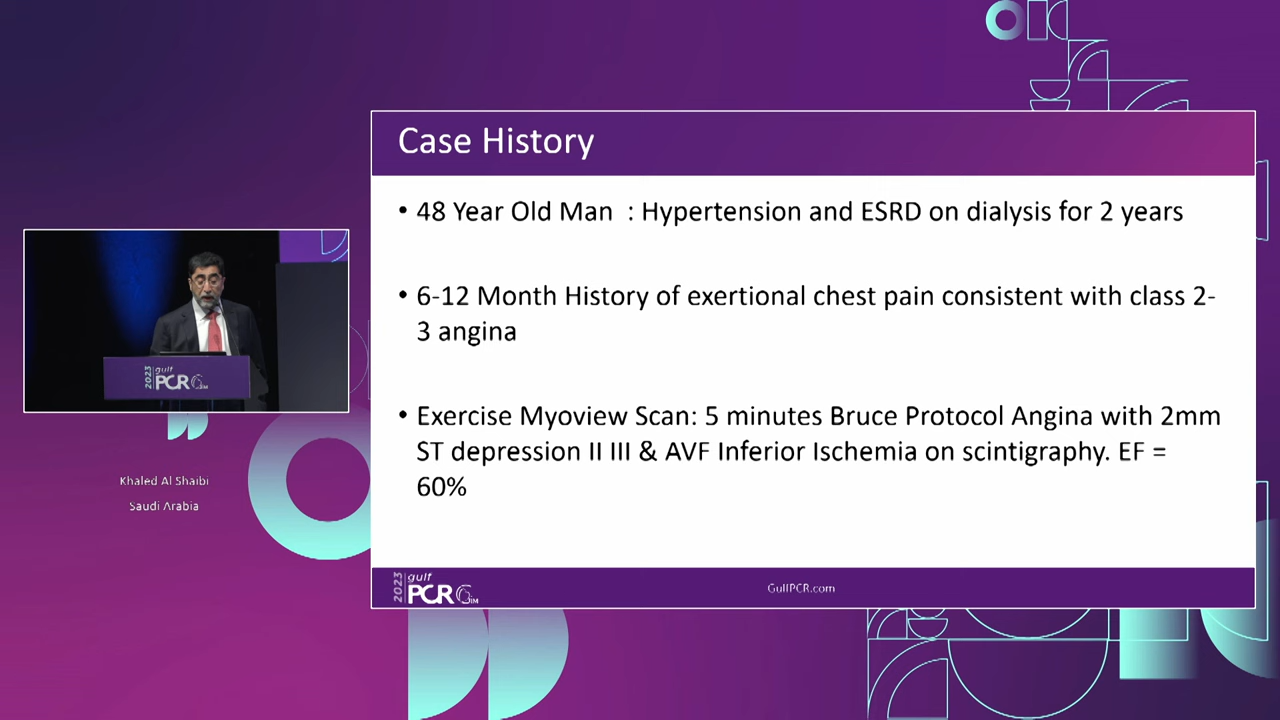 Case History
• 48 Year Old Man : Hypertension and ESRD on dialysis for 2 years
• 6-12 Month History of exertional chest pain consistent with class 2-
3 angina
• Exercise Myoview Scan: 5 minutes Bruce Protocol Angina with 2mm
ST depression II III & AVF Inferior Ischemia on scintigraphy. EF =
60%
2023 gulf PCR GIM
GulfPCR.com
2023 gulf PCR GIM
Khaled Al Shaibi
Saudi Arabia